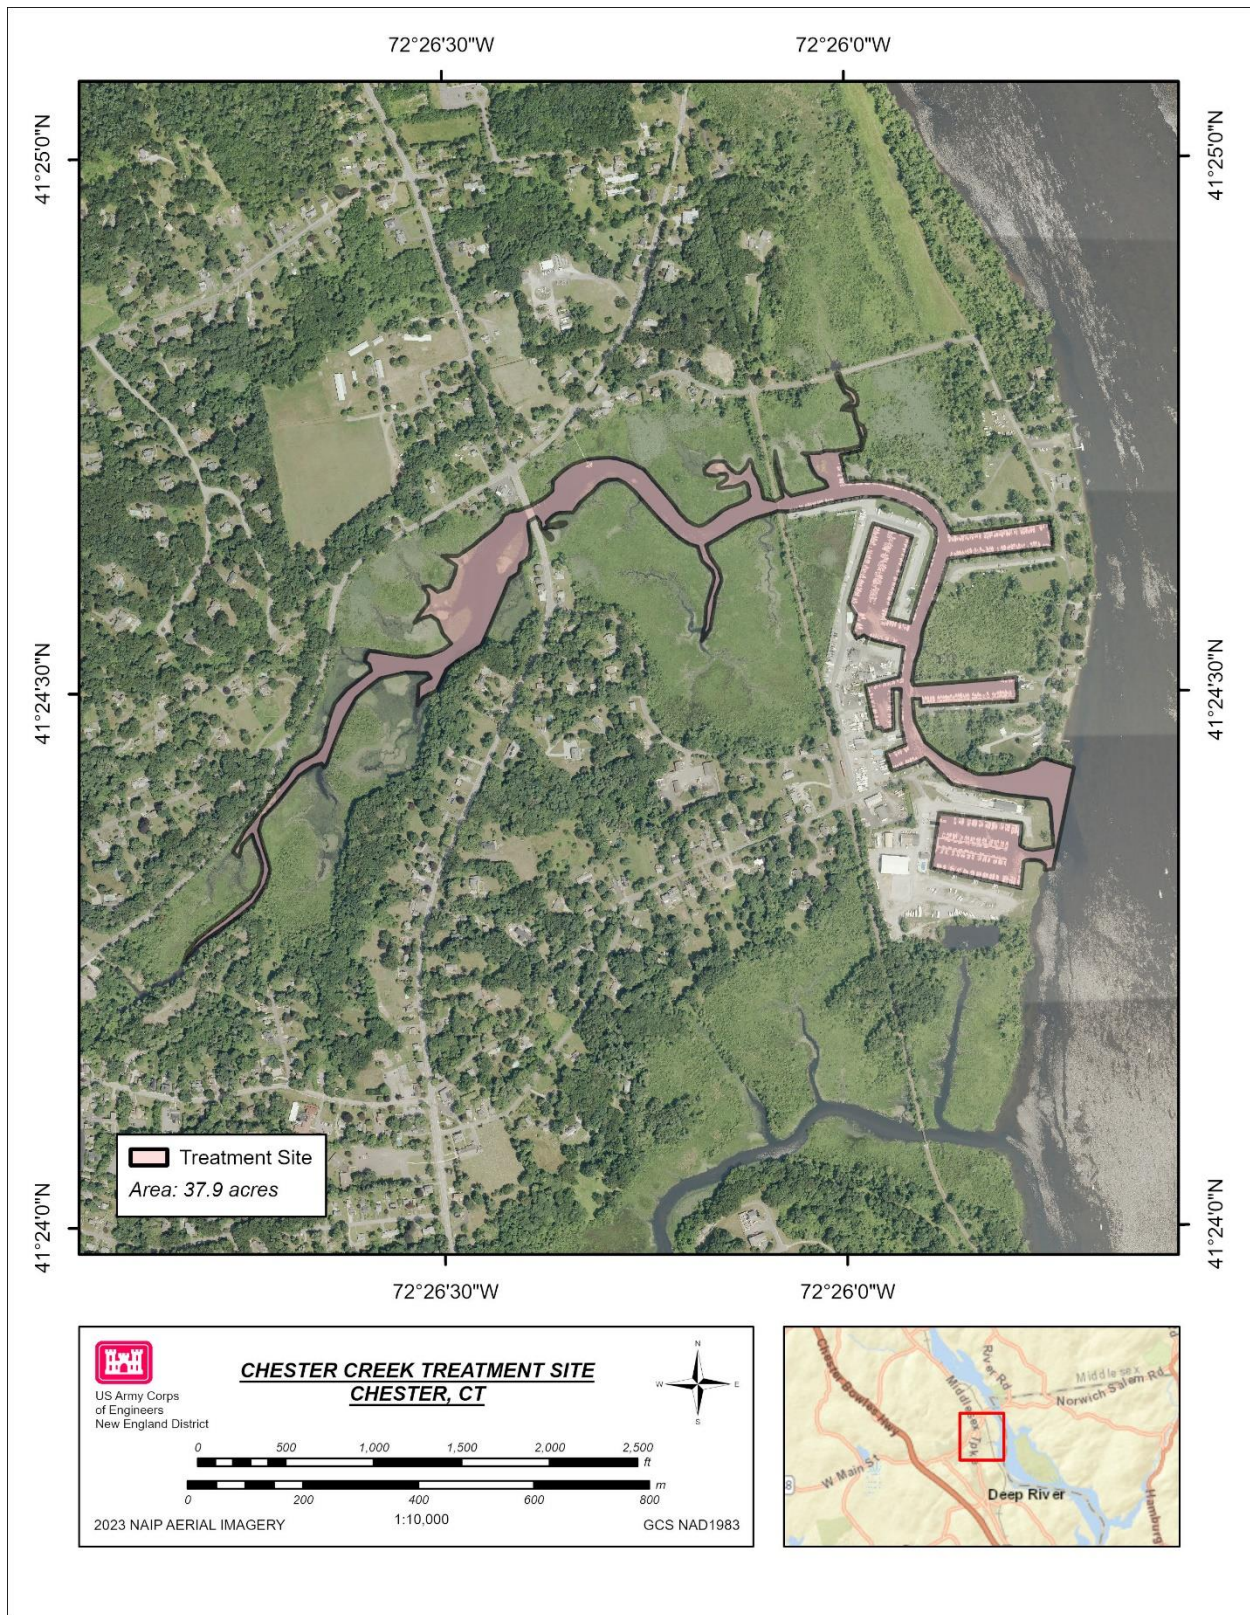 72°26'30"W
72°26'0"W
41°25'0"N
41°25'0"N
41°24'30"N
41°24'30"N
41°24'0"N
41°24'0"N
Treatment Site
Area: 37.9 acres
72°26'30"W
72°26'0"W
US Army Corps
of Engineers
New England District
CHESTER CREEK TREATMENT SITE
CHESTER, CT
N
W
E
S
0
500
1,000
1,500
2,000
2,500
ft
m
0
200
400
600
800
2023 NAIP AERIAL IMAGERY
1:10,000
GCS NAD1983
Chester Bowles Hwy
Middlesex Tpke
River Rd
Middlesex
Norwich Salem Rd
Rd
W Main St
8
Deep River
Hamburg